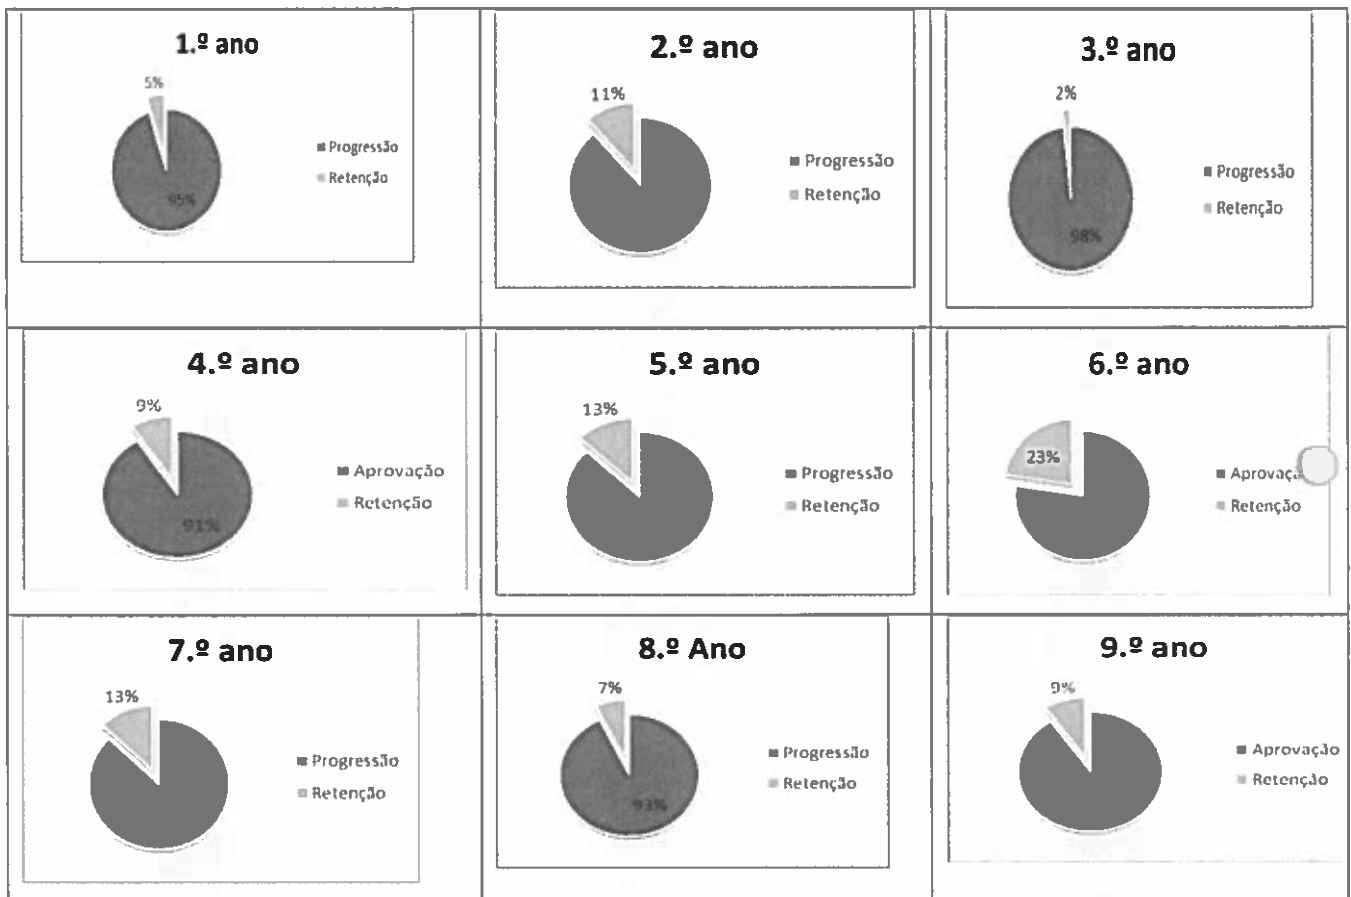 1.º ano
5%
95%
Progressão
Retenção
2.º ano
11%
Progressão
Retenção
3.º ano
2%
98%
Progressão
Retenção
4.º ano
9%
91%
Aprovação
Retenção
5.º ano
13%
Progressão
Retenção
6.º ano
23%
Retenção
7.º ano
13%
Progressão
Retenção
8.º Ano
7%
93%
Progressão
Retenção
9.º ano
9%
Aprovação
Retenção